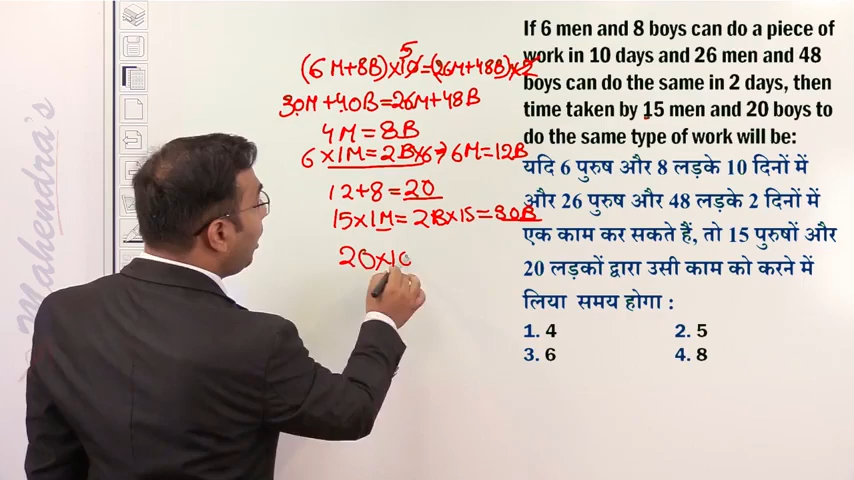 Mahendra's
(6M+8B)×10=(26M+48B)×2
5
30M+40B=26M+48B
4M=8B
6×1M=2B×6⇒6M=12B
12+8=20
15×1M=2B×15=30B
20×10
If 6 men and 8 boys can do a piece of
work in 10 days and 26 men and 48
boys can do the same in 2 days, then
time taken by 15 men and 20 boys to
do the same type of work will be:
यदि 6 पुरुष और 8 लड़के 10 दिनों में
और 26 पुरुष और 48 लड़के 2 दिनों में
एक काम कर सकते हैं, तो 15 पुरुषों और
20 लड़कों द्वारा उसी काम को करने में
लिया समय होगा :
1. 4 2. 5
3. 6 4. 8